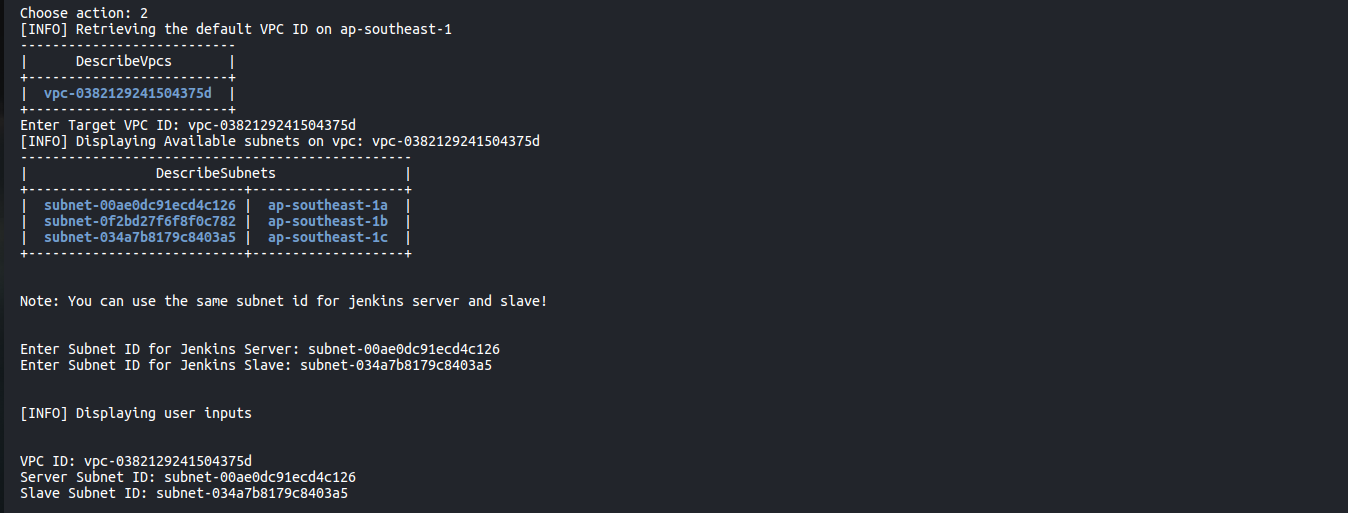 Choose action: 2
[INFO] Retrieving the default VPC ID on ap-southeast-1
---------------------------
|      DescribeVpcs       |
+-------------------------+
|  vpc-0382129241504375d  |
+-------------------------+
Enter Target VPC ID: vpc-0382129241504375d
[INFO] Displaying Available subnets on vpc: vpc-0382129241504375d
-------------------------------------------------
|                DescribeSubnets                |
+---------------------------+-------------------+
|  subnet-00ae0dc91ecd4c126 |  ap-southeast-1a  |
|  subnet-0f2bd27f6f8f0c782 |  ap-southeast-1b  |
|  subnet-034a7b8179c8403a5 |  ap-southeast-1c  |
+---------------------------+-------------------+
Note: You can use the same subnet id for jenkins server and slave!
Enter Subnet ID for Jenkins Server: subnet-00ae0dc91ecd4c126
Enter Subnet ID for Jenkins Slave: subnet-034a7b8179c8403a5
[INFO] Displaying user inputs
VPC ID: vpc-0382129241504375d
Server Subnet ID: subnet-00ae0dc91ecd4c126
Slave Subnet ID: subnet-034a7b8179c8403a5